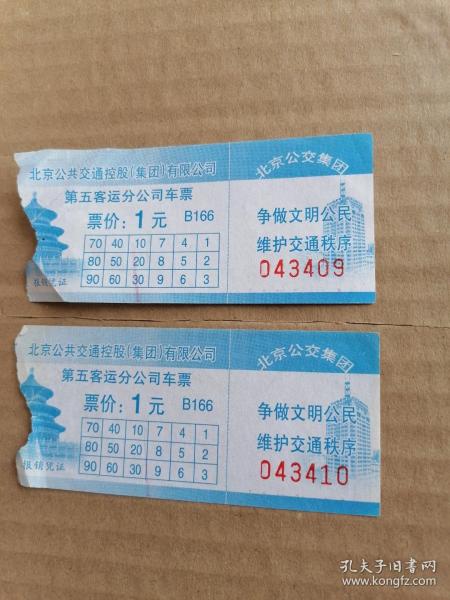 北京公共交通控股(集团)有限公司
第五客运分公司车票
票价：1元 B166
70 40 10 7 4 1
80 50 20 8 5 2
90 60 30 9 6 3
报销凭证
北京公交集团
争做文明公民
维护交通秩序
043409
北京公共交通控股(集团)有限公司
第五客运分公司车票
票价：1元 B166
70 40 10 7 4 1
80 50 20 8 5 2
90 60 30 9 6 3
报销凭证
北京公交集团
争做文明公民
维护交通秩序
043410
孔夫子旧书网
www.kongfz.com